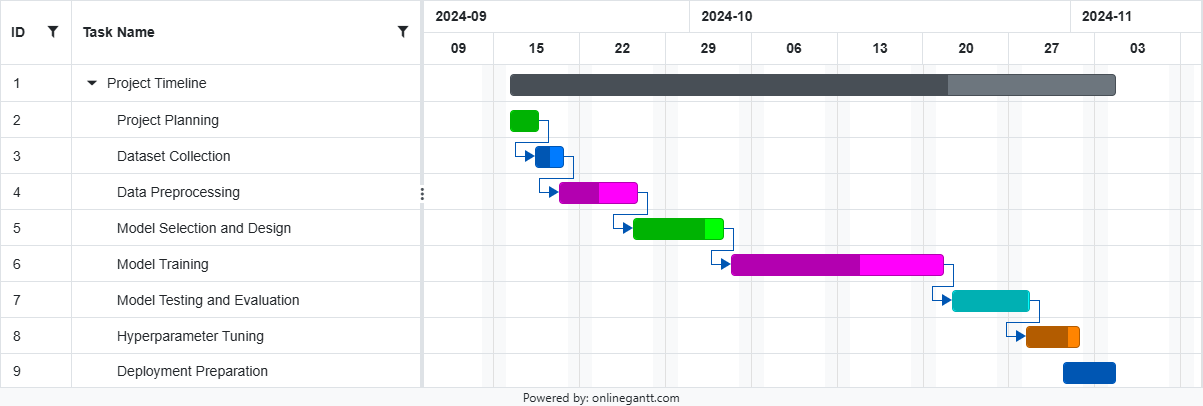 ID Task Name 2024-09 2024-10 2024-11
09 15 22 29 06 13 20 27 03
1 Project Timeline
2 Project Planning
3 Dataset Collection
4 Data Preprocessing
5 Model Selection and Design
6 Model Training
7 Model Testing and Evaluation
8 Hyperparameter Tuning
9 Deployment Preparation
Powered by: onlinegantt.com